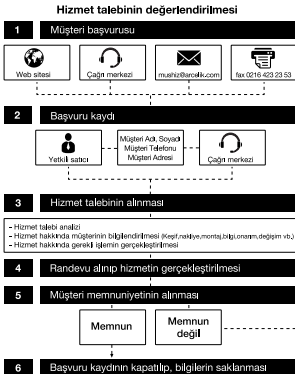 Hizmet talebinin değerlendirilmesi
1 Müşteri başvurusu
Web sitesi
Çağrı merkezi
mushiz@arcelik.com
fax 0216 423 23 53
2 Başvuru kaydı
Yetkili satıcı
Müşteri Adı, Soyadı
Müşteri Telefonu
Müşteri Adresi
Çağrı merkezi
3 Hizmet talebinin alınması
- Hizmet talebi analizi
- Hizmet hakkında müşterinin bilgilendirilmesi (Keşif,nakliye,montaj,bilgi,onarım,değişim vb.)
- Hizmet hakkında gerekli işlemin gerçekleştirilmesi
4 Randevu alınıp hizmetin gerçekleştirilmesi
5 Müşteri memnuniyetinin alınması
Memnun
Memnun
değil
6 Başvuru kaydının kapatılıp, bilgilerin saklanması